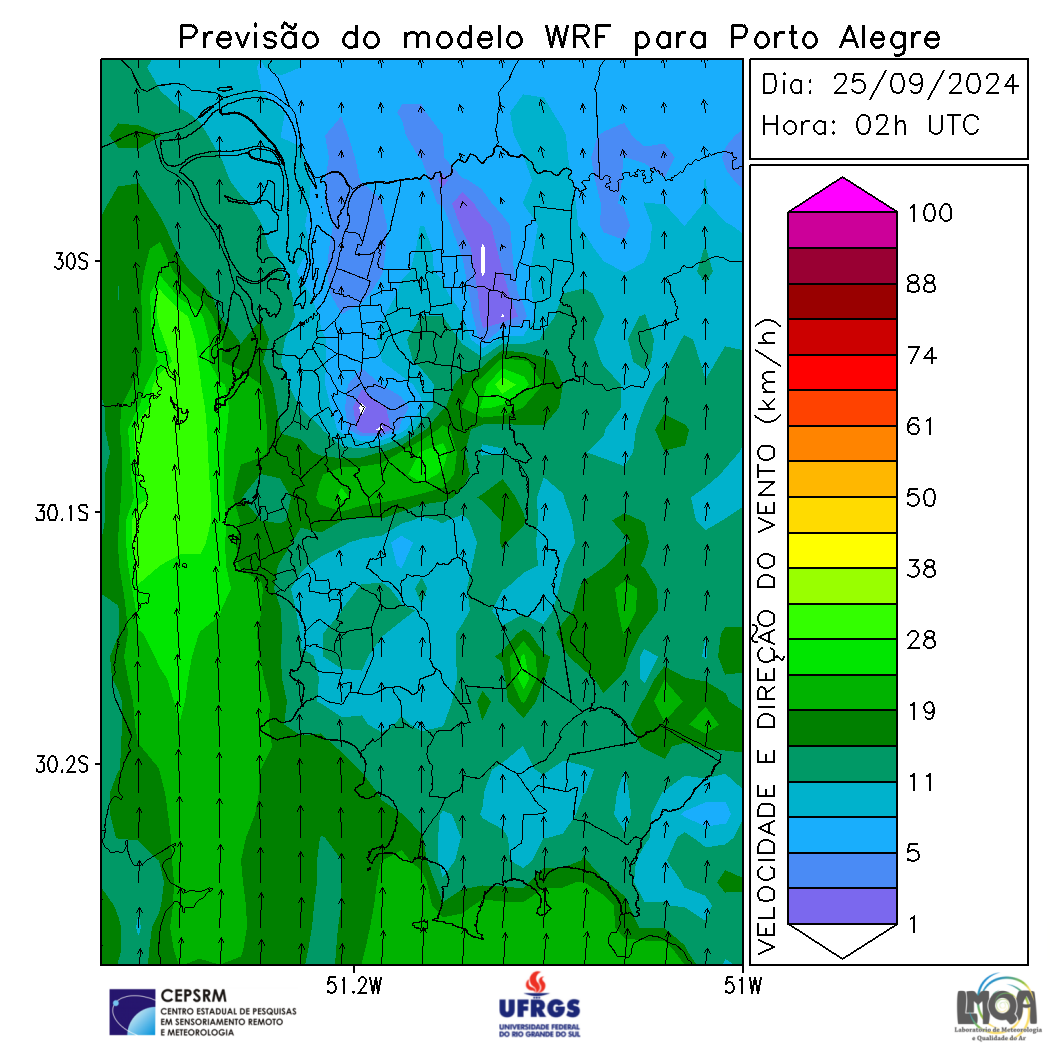 Previsão do modelo WRF para Porto Alegre
Dia: 25/09/2024
Hora: 02h UTC
30S
30.1S
30.2S
51.2W
51W
VELOCIDADE E DIREÇÃO DO VENTO (km/h)
100
88
74
61
50
38
28
19
11
5
1
CEPSRM
CENTRO ESTADUAL DE PESQUISAS
EM SENSORIAMENTO REMOTO
E METEOROLOGIA
UFRGS
UNIVERSIDADE FEDERAL
DO RIO GRANDE DO SUL
LMQA
Laboratório de Meteorologia
e Qualidade do Ar